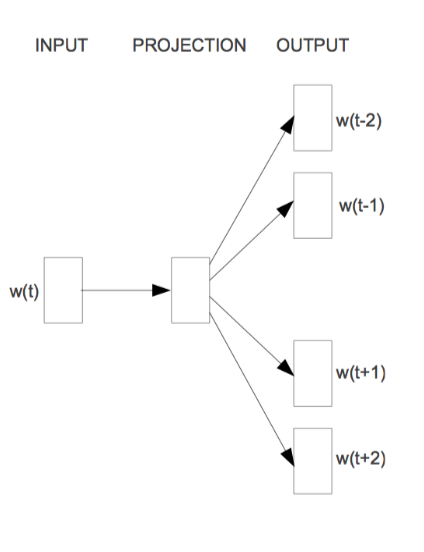 INPUT PROJECTION OUTPUT
w(t-2)
w(t-1)
w(t)
w(t+1)
w(t+2)